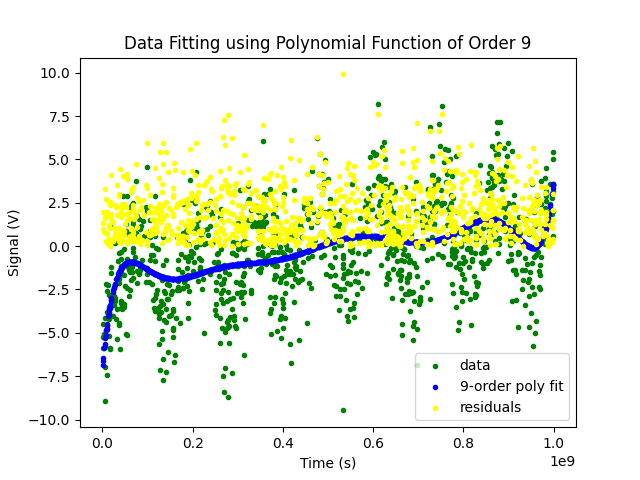 Data Fitting using Polynomial Function of Order 9
Signal (V)
10.0
7.5
5.0
2.5
0.0
−2.5
−5.0
−7.5
−10.0
data
9-order poly fit
residuals
0.0 0.2 0.4 0.6 0.8 1.0
Time (s)
1e9